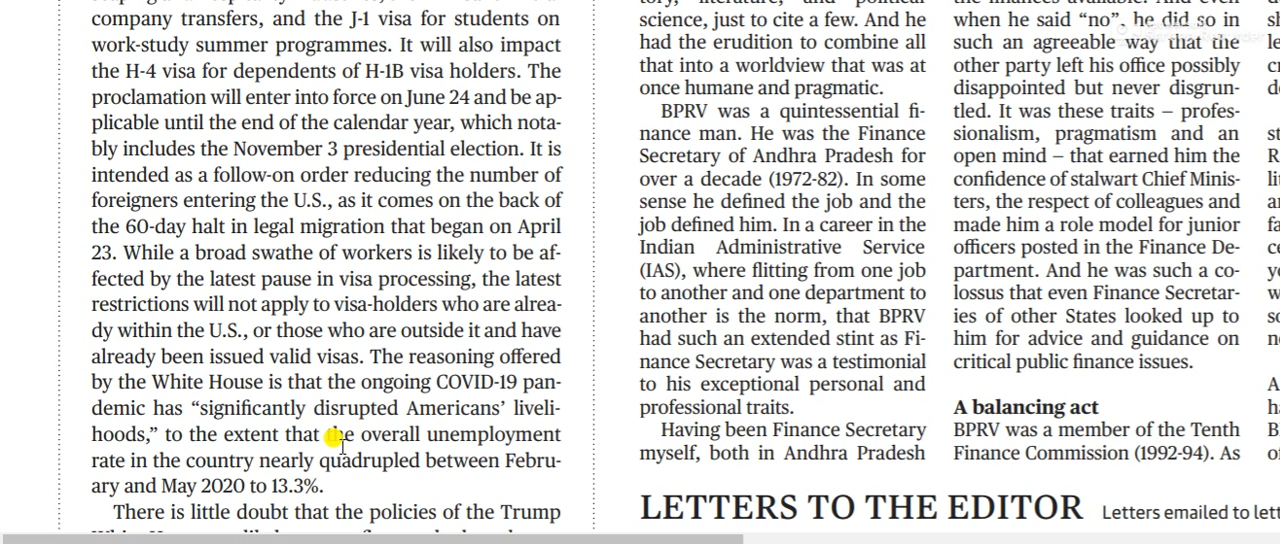 company transfers, and the J-1 visa for students on
work-study summer programmes. It will also impact
the H-4 visa for dependents of H-1B visa holders. The
proclamation will enter into force on June 24 and be ap-
plicable until the end of the calendar year, which nota-
bly includes the November 3 presidential election. It is
intended as a follow-on order reducing the number of
foreigners entering the U.S., as it comes on the back of
the 60-day halt in legal migration that began on April
23. While a broad swathe of workers is likely to be af-
fected by the latest pause in visa processing, the latest
restrictions will not apply to visa-holders who are alrea-
dy within the U.S., or those who are outside it and have
already been issued valid visas. The reasoning offered
by the White House is that the ongoing COVID-19 pan-
demic has “significantly disrupted Americans’ liveli-
hoods,” to the extent that the overall unemployment
rate in the country nearly quadrupled between Febru-
ary and May 2020 to 13.3%.
There is little doubt that the policies of the Trump
tory, literature, and political
science, just to cite a few. And he
had the erudition to combine all
that into a worldview that was at
once humane and pragmatic.
BPRV was a quintessential fi-
nance man. He was the Finance
Secretary of Andhra Pradesh for
over a decade (1972-82). In some
sense he defined the job and the
job defined him. In a career in the
Indian Administrative Service
(IAS), where flitting from one job
to another and one department to
another is the norm, that BPRV
had such an extended stint as Fi-
nance Secretary was a testimonial
to his exceptional personal and
professional traits.
Having been Finance Secretary
myself, both in Andhra Pradesh
the finances available. And even
when he said “no”, he did so in
such an agreeable way that the
other party left his office possibly
disappointed but never disgrun-
tled. It was these traits – profes-
sionalism, pragmatism and an
open mind – that earned him the
confidence of stalwart Chief Minis-
ters, the respect of colleagues and
made him a role model for junior
officers posted in the Finance De-
partment. And he was such a co-
lossus that even Finance Secretar-
ies of other States looked up to
him for advice and guidance on
critical public finance issues.
A balancing act
BPRV was a member of the Tenth
Finance Commission (1992-94). As
LETTERS TO THE EDITOR Letters emailed to lett